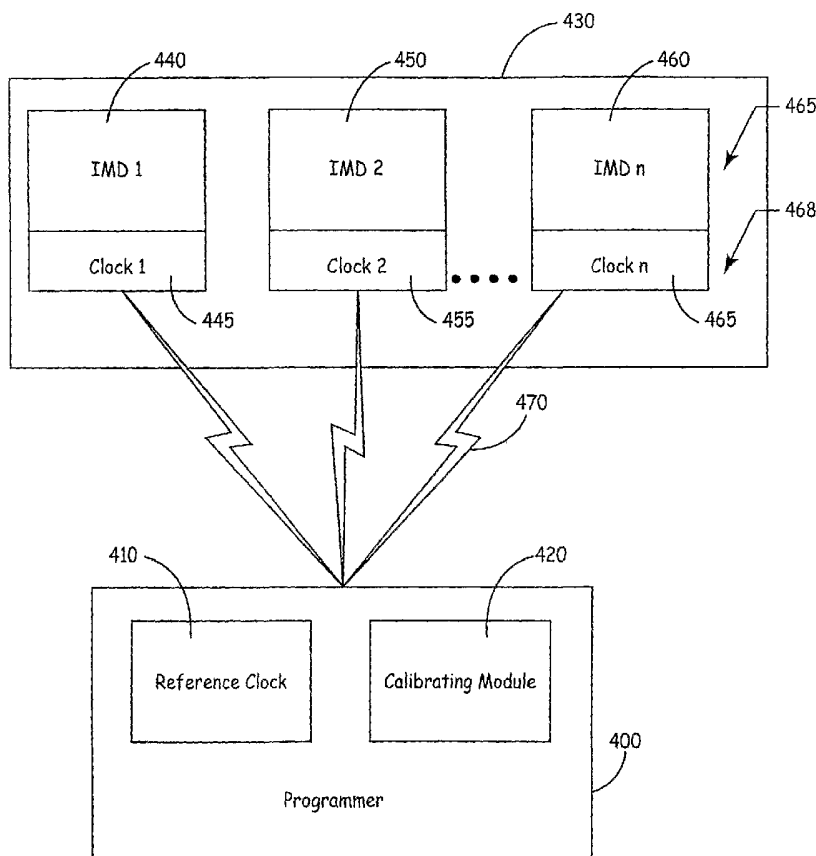 430
440 450 460
465
IMD 1 IMD 2 IMD n
468
Clock 1 Clock 2 Clock n
445 455 465
470
410 420
Reference Clock Calibrating Module
400
Programmer